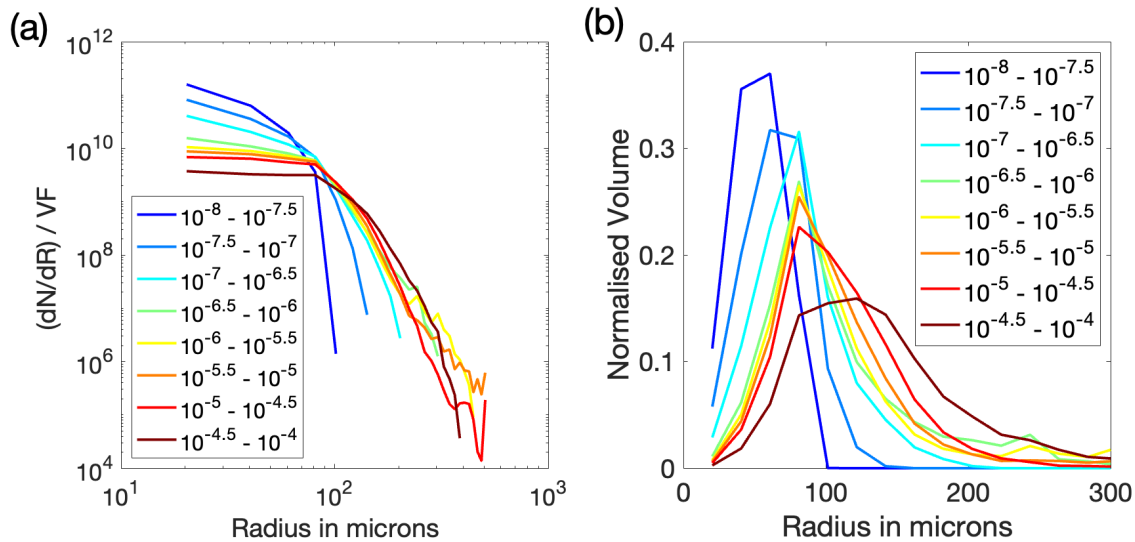 (a)
10^12
10^10
10^8
10^6
10^4
(dN/dR) / VF
10^-8 - 10^-7.5
10^-7.5 - 10^-7
10^-7 - 10^-6.5
10^-6.5 - 10^-6
10^-6 - 10^-5.5
10^-5.5 - 10^-5
10^-5 - 10^-4.5
10^-4.5 - 10^-4
10^1 10^2 10^3
Radius in microns
(b)
0.4
0.3
0.2
0.1
0
Normalised Volume
10^-8 - 10^-7.5
10^-7.5 - 10^-7
10^-7 - 10^-6.5
10^-6.5 - 10^-6
10^-6 - 10^-5.5
10^-5.5 - 10^-5
10^-5 - 10^-4.5
10^-4.5 - 10^-4
0 100 200 300
Radius in microns